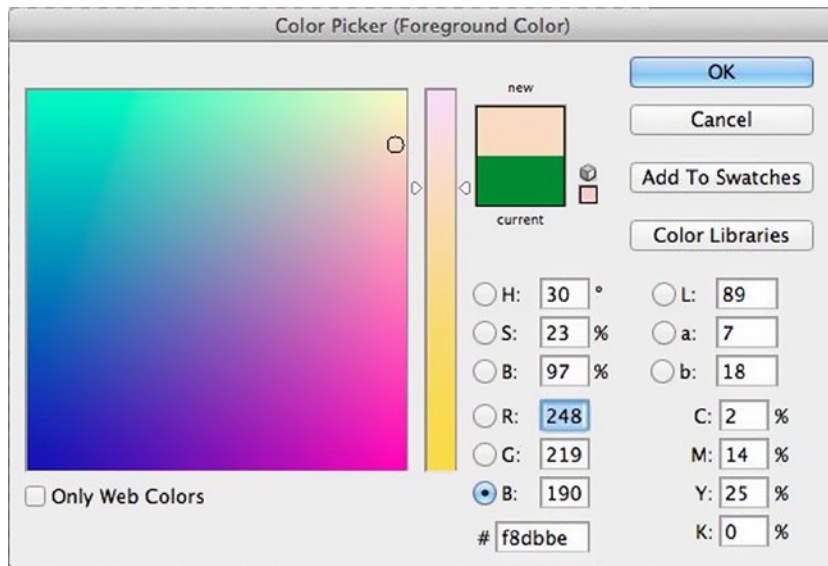 Color Picker (Foreground Color)
new
current
OK
Cancel
Add To Swatches
Color Libraries
H: 30 °
S: 23 %
B: 97 %
R: 248
G: 219
B: 190
# f8dbbe
L: 89
a: 7
b: 18
C: 2 %
M: 14 %
Y: 25 %
K: 0 %
Only Web Colors